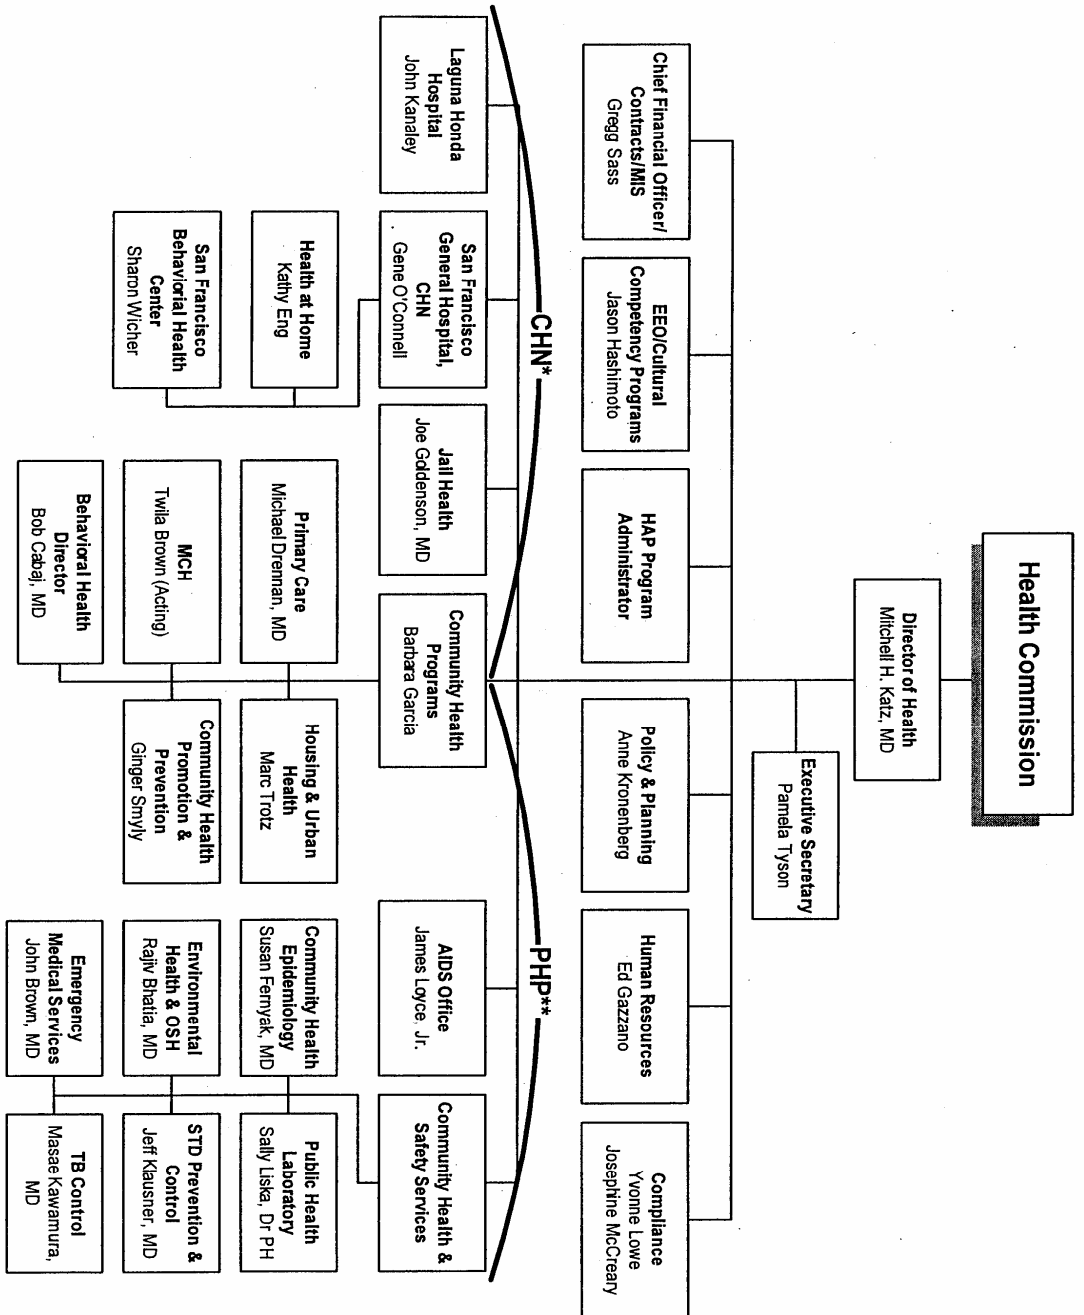 Health Commission
Director of Health
Mitchell H. Katz, MD
Executive Secretary
Pamela Tyson
Chief Financial Officer/
Contracts/MIS
Gregg Sass
EEO/Cultural
Competency Programs
Jason Hashimoto
HAP Program
Administrator
Policy & Planning
Anne Kronenberg
Human Resources
Ed Gazzano
Compliance
Yvonne Lowe
Josephine McCreary
CHN*
PHP**
Laguna Honda
Hospital
John Kanaley
San Francisco
General Hospital,
CHN
Gene O'Connell
Jail Health
Joe Goldenson, MD
Community Health
Programs
Barbara Garcia
AIDS Office
James Loyce, Jr.
Community Health &
Safety Services
Health at Home
Kathy Eng
San Francisco
Behaviorial Health
Center
Sharon Wicher
Primary Care
Michael Drennan, MD
Housing & Urban
Health
Marc Trotz
MCH
Twila Brown (Acting)
Community Health
Promotion &
Prevention
Ginger Smyly
Behavioral Health
Director
Bob Cabaj, MD
Community Health
Epidemiology
Susan Fernyak, MD
Public Health
Laboratory
Sally Liska, Dr PH
Environmental
Health & OSH
Rajiv Bhatia, MD
STD Prevention &
Control
Jeff Klausner, MD
Emergency
Medical Services
John Brown, MD
TB Control
Masae Kawamura,
MD